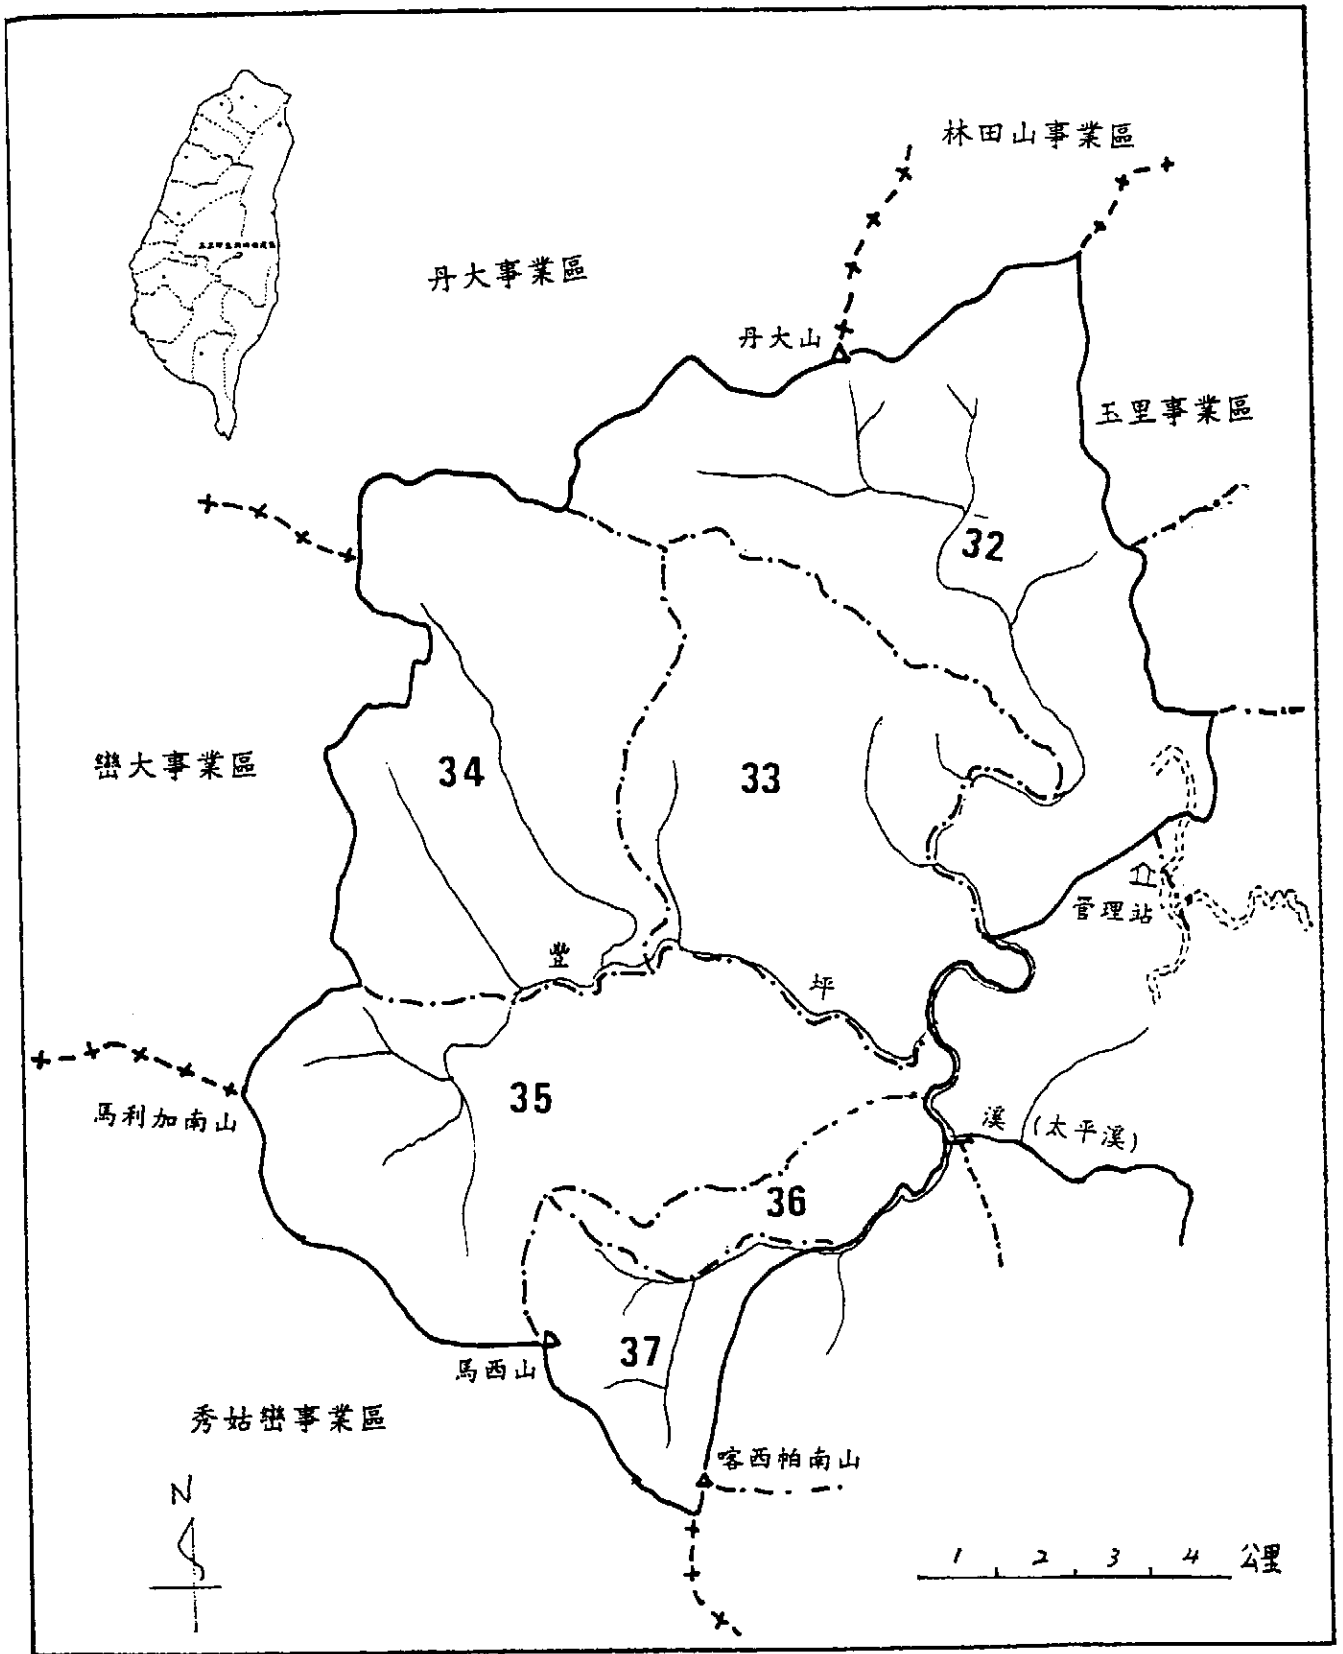 林田山事業區
丹大事業區
丹大山
玉里事業區
32
巒大事業區
34
33
管理站
豐
坪
35
溪(太平溪)
馬利加南山
36
37
馬西山
秀姑巒事業區
喀西帕南山
N
1 2 3 4 公里